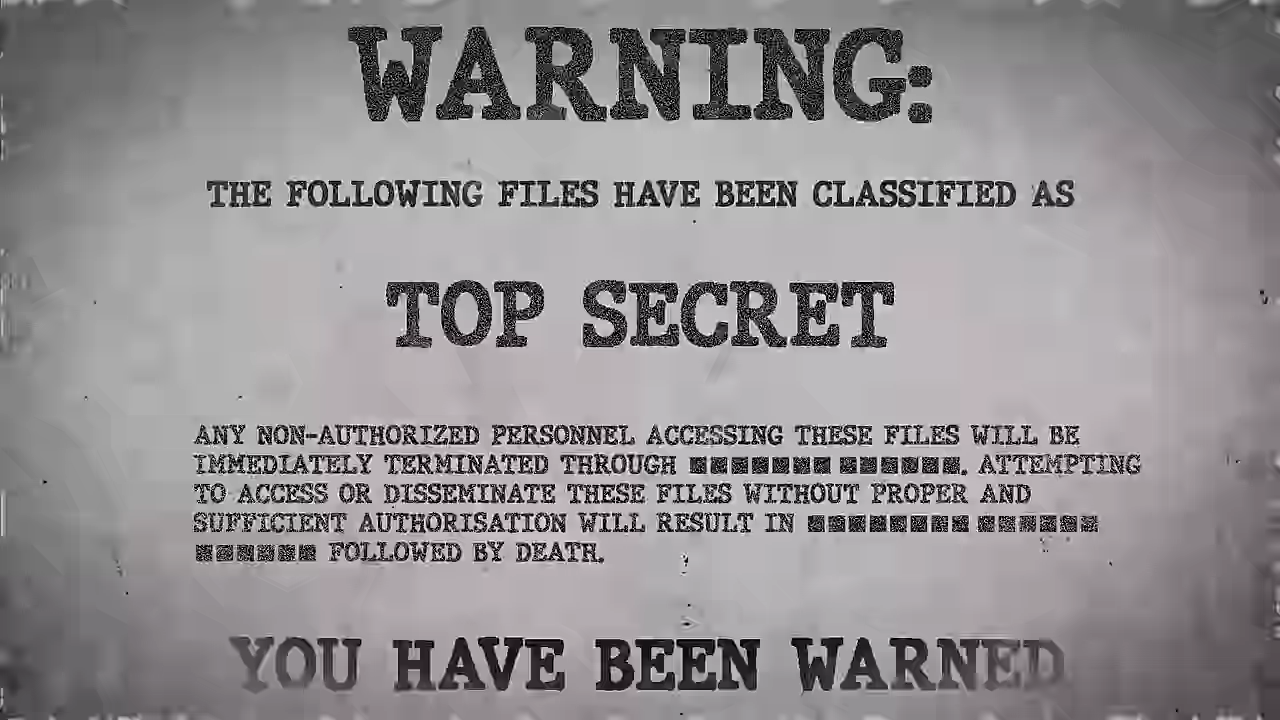 WARNING:
THE FOLLOWING FILES HAVE BEEN CLASSIFIED AS
TOP SECRET
ANY NON-AUTHORIZED PERSONNEL ACCESSING THESE FILES WILL BE
IMMEDIATELY TERMINATED THROUGH ■■■■■■■ ■■■■■■. ATTEMPTING
TO ACCESS OR DISSEMINATE THESE FILES WITHOUT PROPER AND
SUFFICIENT AUTHORISATION WILL RESULT IN ■■■■■■■■ ■■■■■■
■■■■■■ FOLLOWED BY DEATH.
YOU HAVE BEEN WARNED